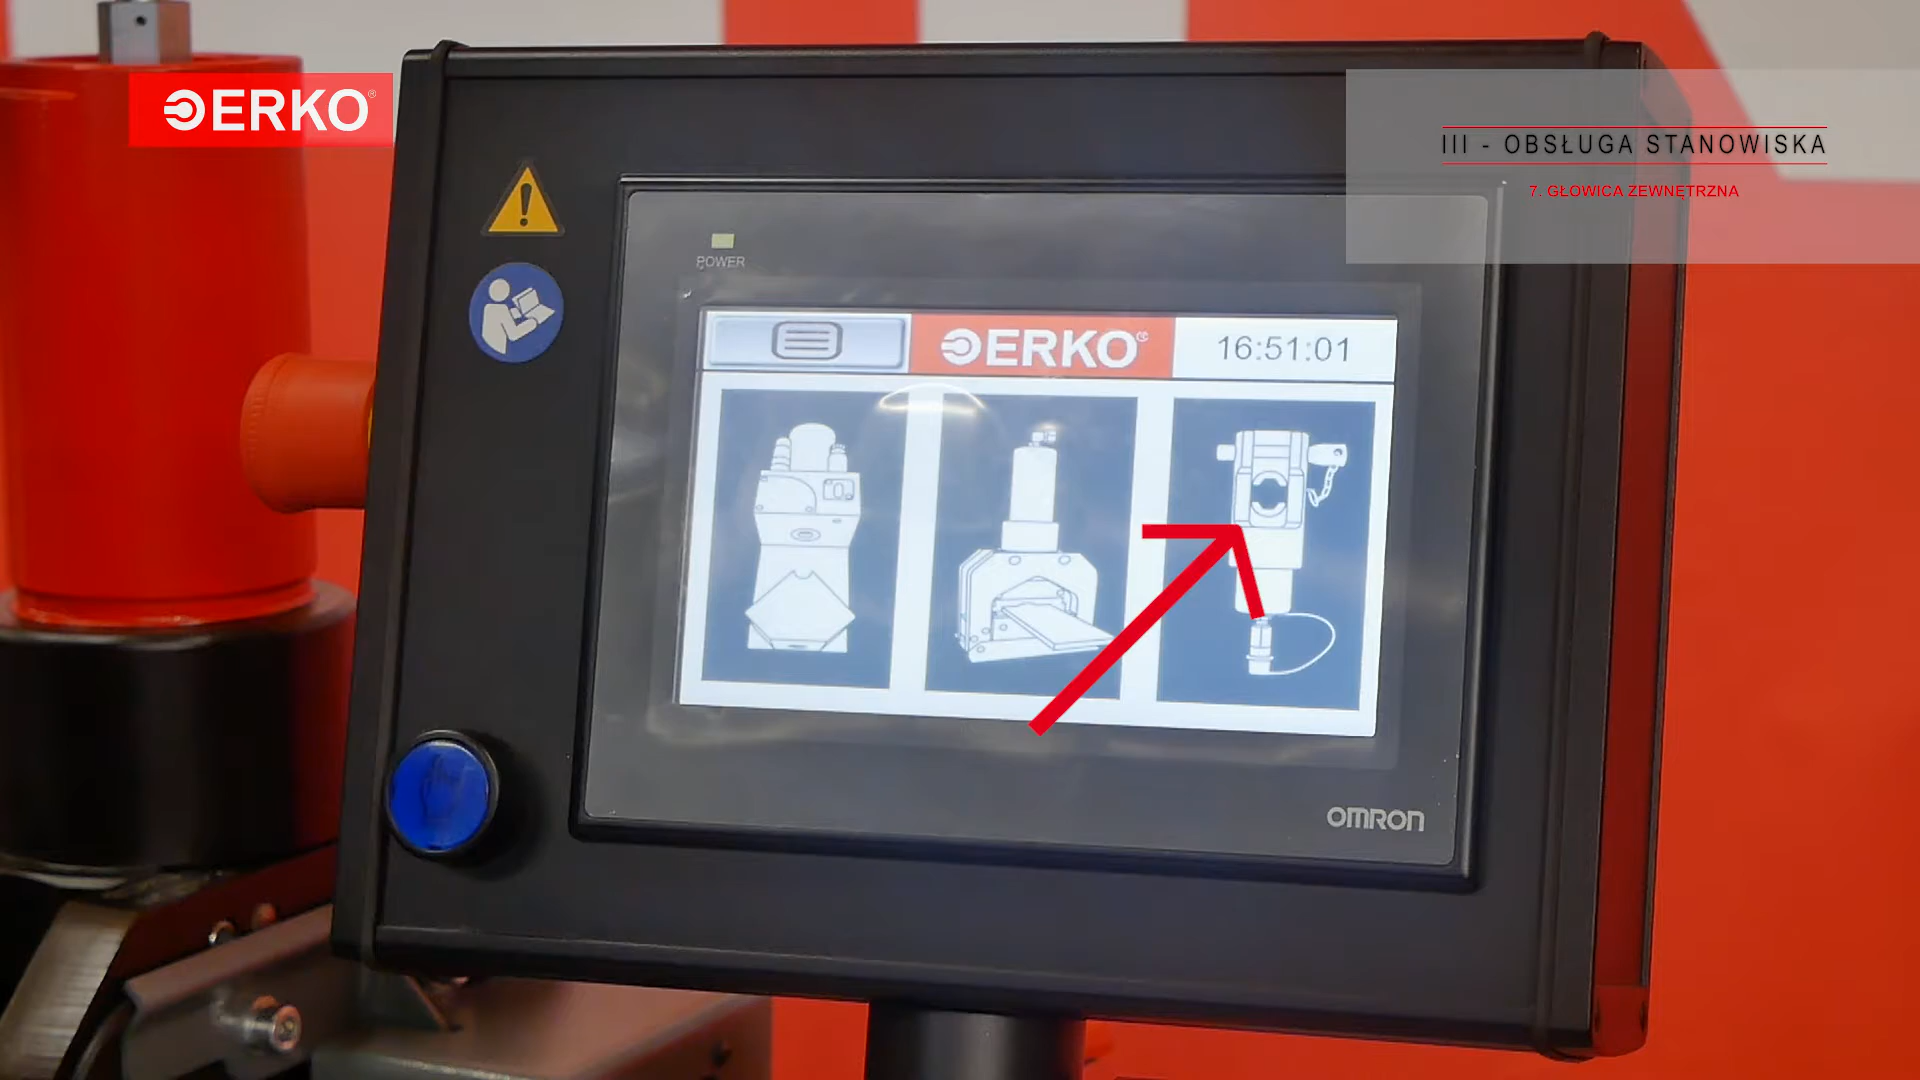 ERKO®
III - OBSŁUGA STANOWISKA
7. GŁOWICA ZEWNĘTRZNA
POWER
ERKO®
16:51:01
OMRON